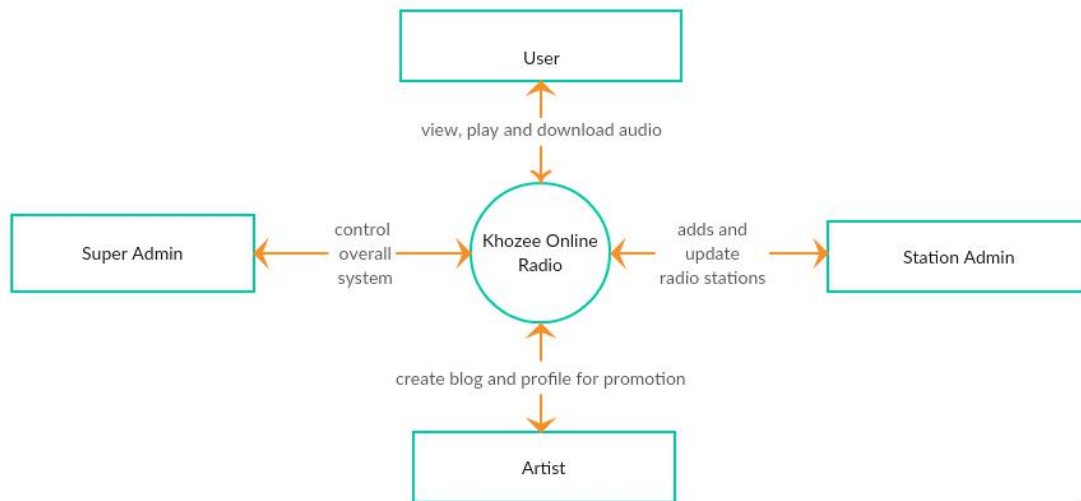 User
view, play and download audio
control
overall
system
Super Admin
Khozee Online
Radio
adds and
update
radio stations
Station Admin
create blog and profile for promotion
Artist